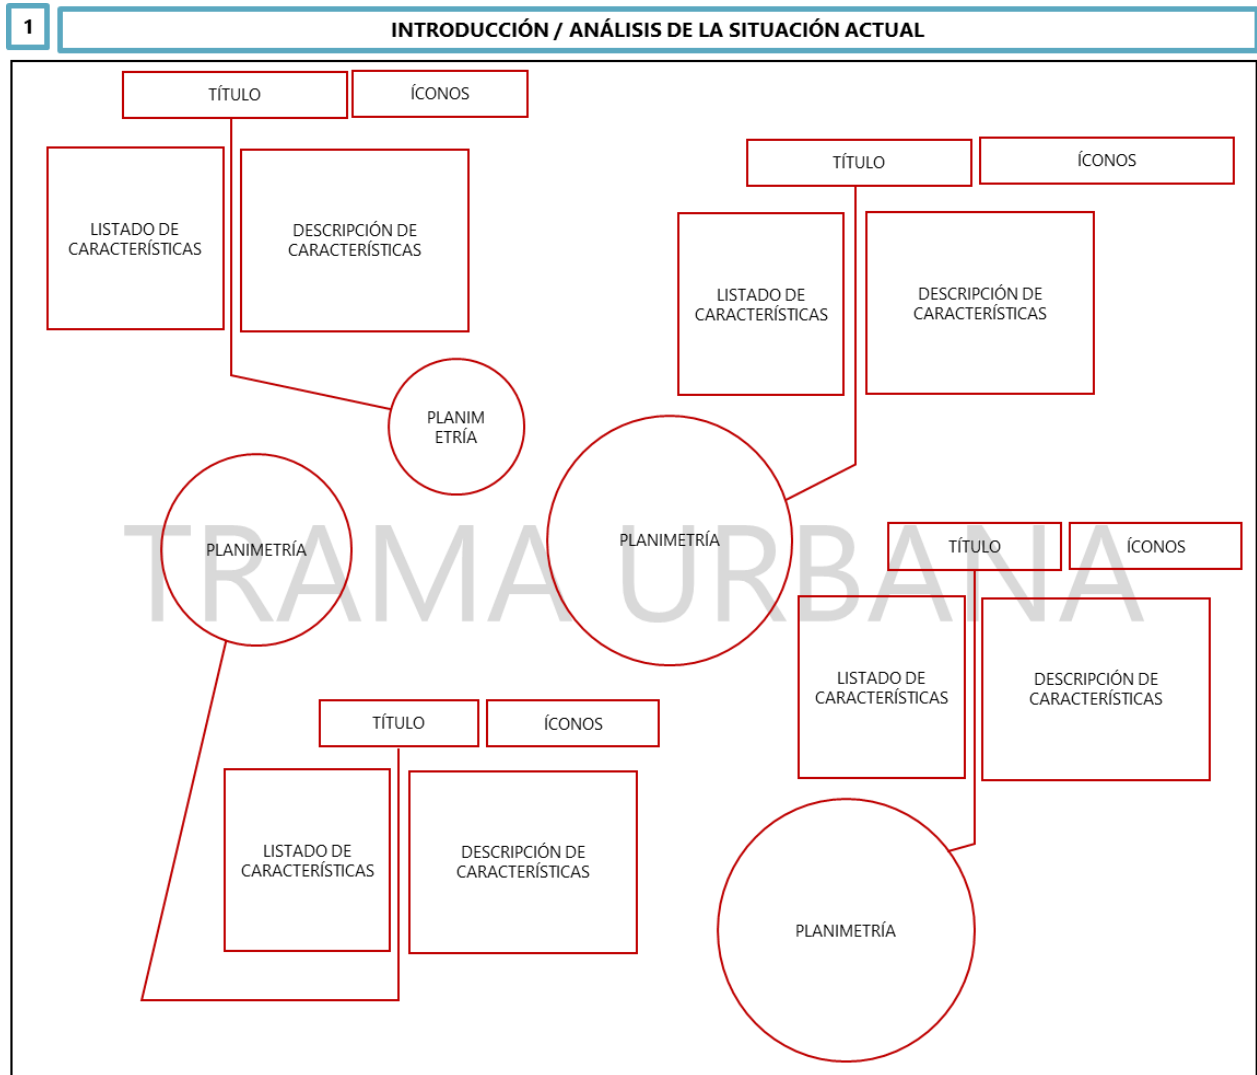 1
INTRODUCCIÓN / ANÁLISIS DE LA SITUACIÓN ACTUAL
TÍTULO
ÍCONOS
LISTADO DE
CARACTERÍSTICAS
DESCRIPCIÓN DE
CARACTERÍSTICAS
PLANIM
ETRÍA
TÍTULO
ÍCONOS
LISTADO DE
CARACTERÍSTICAS
DESCRIPCIÓN DE
CARACTERÍSTICAS
PLANIMETRÍA
PLANIMETRÍA
TRAMA URBANA
TÍTULO
ÍCONOS
LISTADO DE
CARACTERÍSTICAS
DESCRIPCIÓN DE
CARACTERÍSTICAS
TÍTULO
ÍCONOS
LISTADO DE
CARACTERÍSTICAS
DESCRIPCIÓN DE
CARACTERÍSTICAS
PLANIMETRÍA